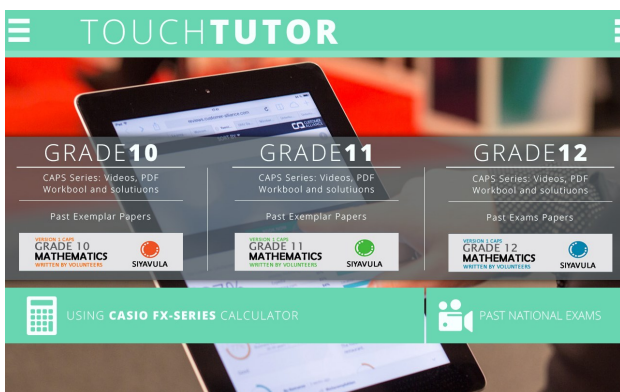 TOUCHTUTOR
GRADE10
CAPS Series: Videos, PDF
Workbool and solutiuons
Past Exemplar Papers
VERSION 1 CAPS
GRADE 10
MATHEMATICS
WRITTEN BY VOLUNTEERS
SIYAVULA
GRADE11
CAPS Series: Videos, PDF
Workbool and solutiuons
Past Exemplar Papers
VERSION 1 CAPS
GRADE 11
MATHEMATICS
WRITTEN BY VOLUNTEERS
SIYAVULA
GRADE12
CAPS Series: Videos, PDF
Workbool and solutiuons
Past Exams Papers
VERSION 1 CAPS
GRADE 12
MATHEMATICS
WRITTEN BY VOLUNTEERS
SIYAVULA
USING CASIO FX-SERIES CALCULATOR
PAST NATIONAL EXAMS
CUSTOMER
ALLIANCE